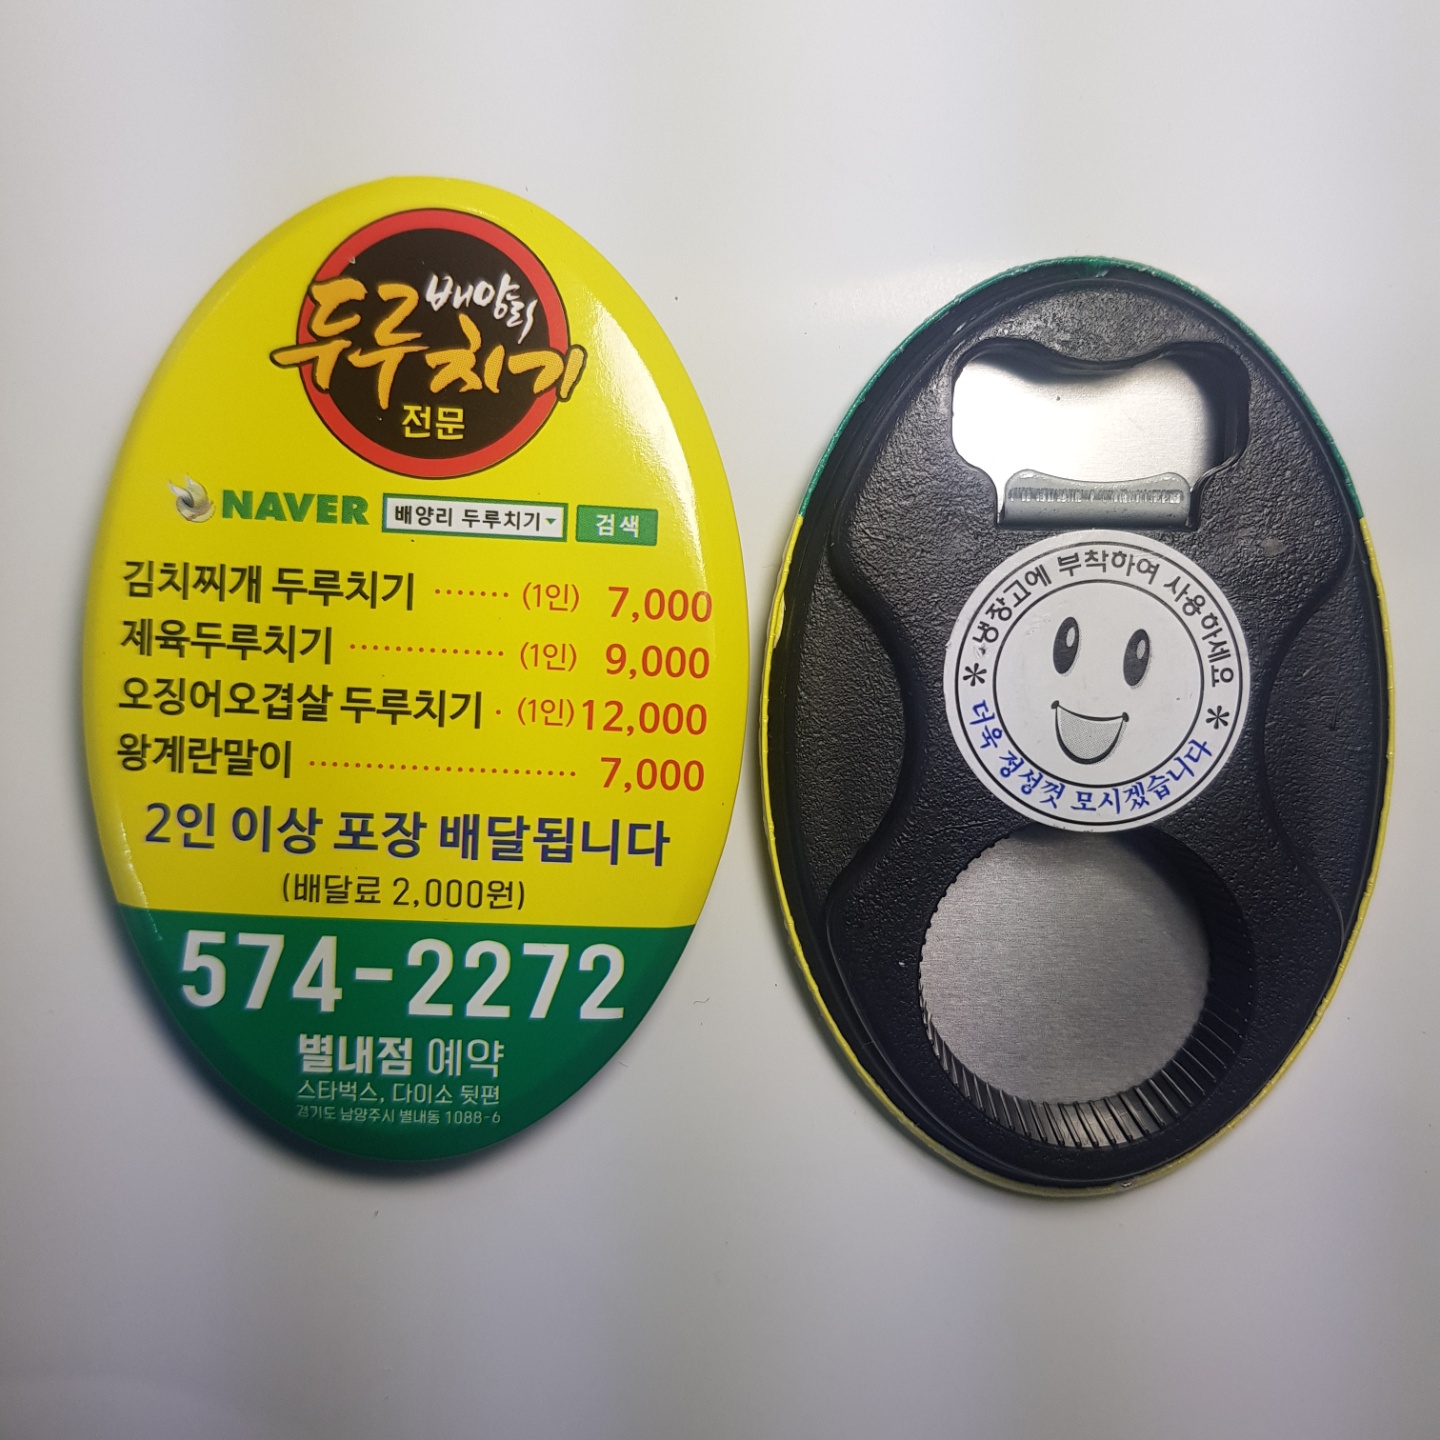 배양리
두루치기
전문
NAVER 배양리 두루치기 검색
김치찌개 두루치기 ······· (1인) 7,000
제육두루치기 ·············· (1인) 9,000
오징어오겹살 두루치기 · (1인) 12,000
왕계란말이 ························ 7,000
2인 이상 포장 배달됩니다
(배달료 2,000원)
574-2272
별내점 예약
스타벅스, 다이소 뒷편
경기도 남양주시 별내동 1088-6
* 냉장고에 부착하여 사용하세요 *
더욱 정성껏 모시겠습니다